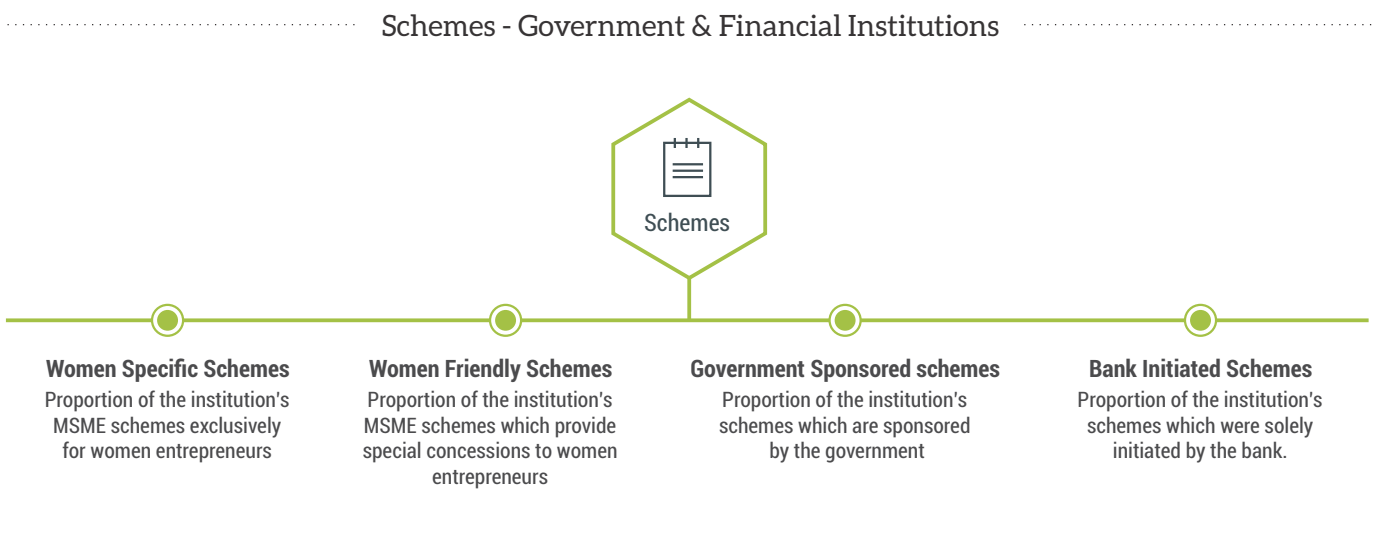 Schemes - Government & Financial Institutions
Schemes
Women Specific Schemes
Proportion of the institution's
MSME schemes exclusively
for women entrepreneurs
Women Friendly Schemes
Proportion of the institution's
MSME schemes which provide
special concessions to women
entrepreneurs
Government Sponsored schemes
Proportion of the institution's
schemes which are sponsored
by the government
Bank Initiated Schemes
Proportion of the institution's
schemes which were solely
initiated by the bank.